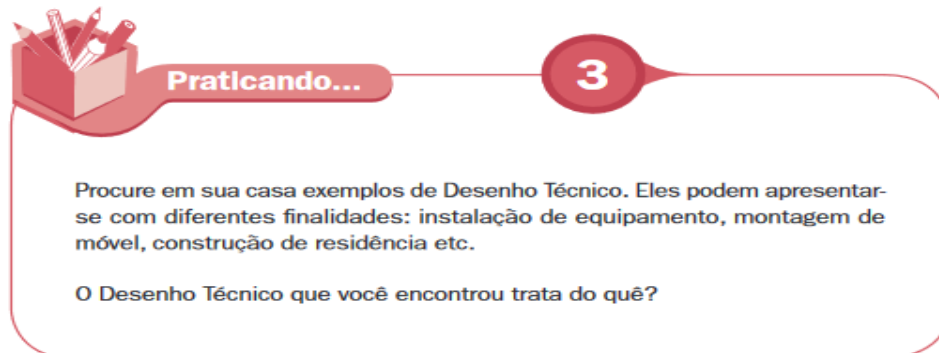 Praticando...
3
Procure em sua casa exemplos de Desenho Técnico. Eles podem apresentar-
se com diferentes finalidades: instalação de equipamento, montagem de
móvel, construção de residência etc.
O Desenho Técnico que você encontrou trata do quê?